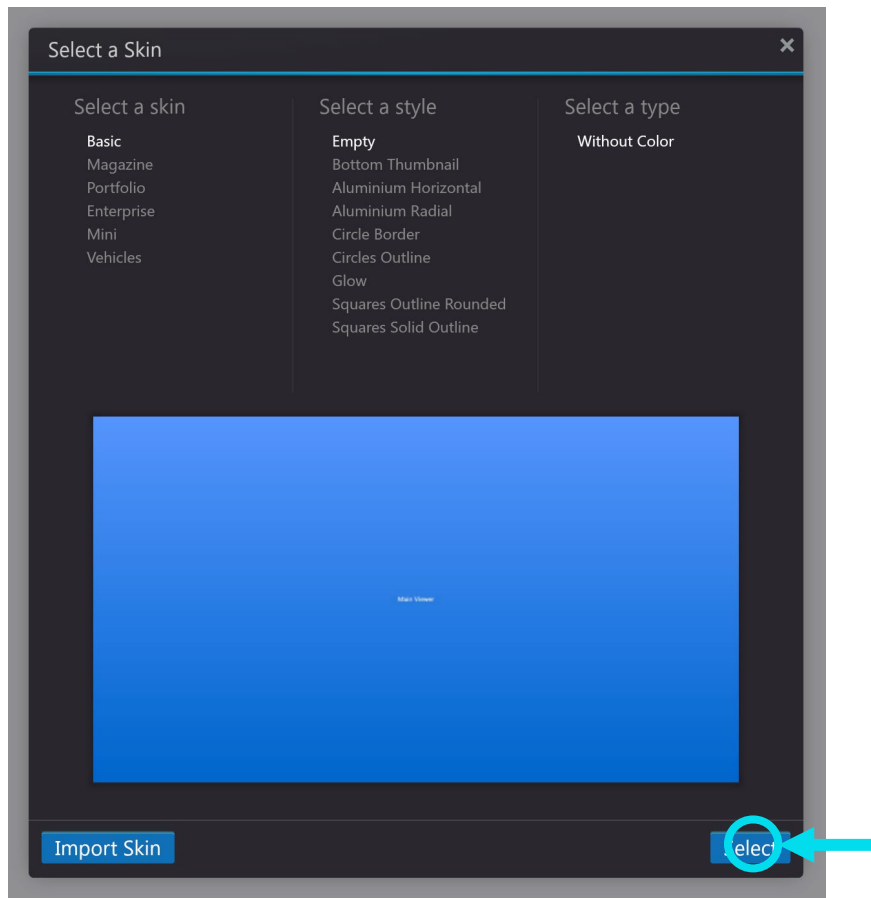 Select a Skin
×
Select a skin
Basic
Magazine
Portfolio
Enterprise
Mini
Vehicles
Select a style
Empty
Bottom Thumbnail
Aluminium Horizontal
Aluminium Radial
Circle Border
Circles Outline
Glow
Squares Outline Rounded
Squares Solid Outline
Select a type
Without Color
Main Viewer
Import Skin
Select